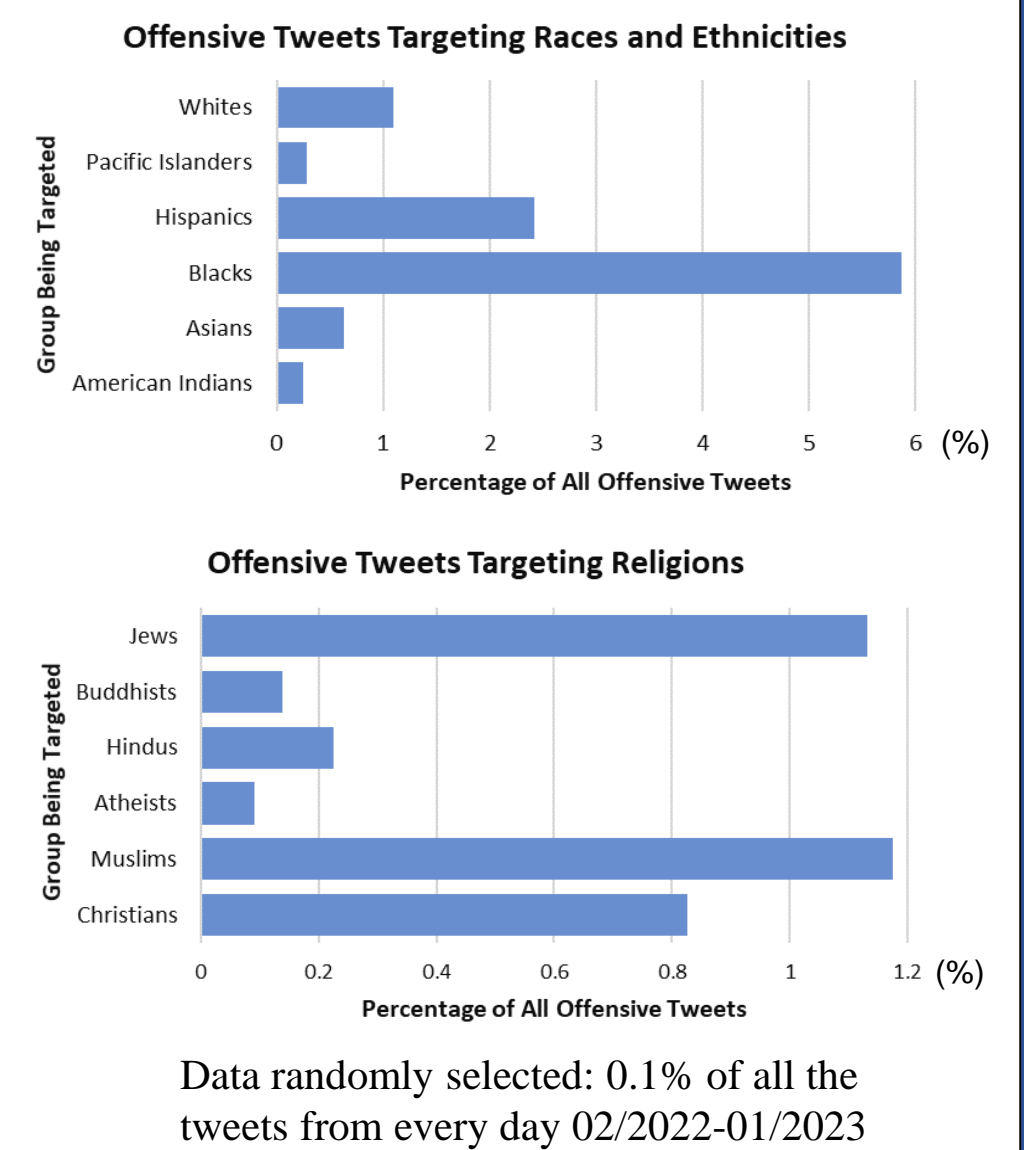 Offensive Tweets Targeting Races and Ethnicities
Group Being Targeted
Whites
Pacific Islanders
Hispanics
Blacks
Asians
American Indians
0 1 2 3 4 5 6 (%)
Percentage of All Offensive Tweets
Offensive Tweets Targeting Religions
Group Being Targeted
Jews
Buddhists
Hindus
Atheists
Muslims
Christians
0 0.2 0.4 0.6 0.8 1 1.2 (%)
Percentage of All Offensive Tweets
Data randomly selected: 0.1% of all the
tweets from every day 02/2022-01/2023